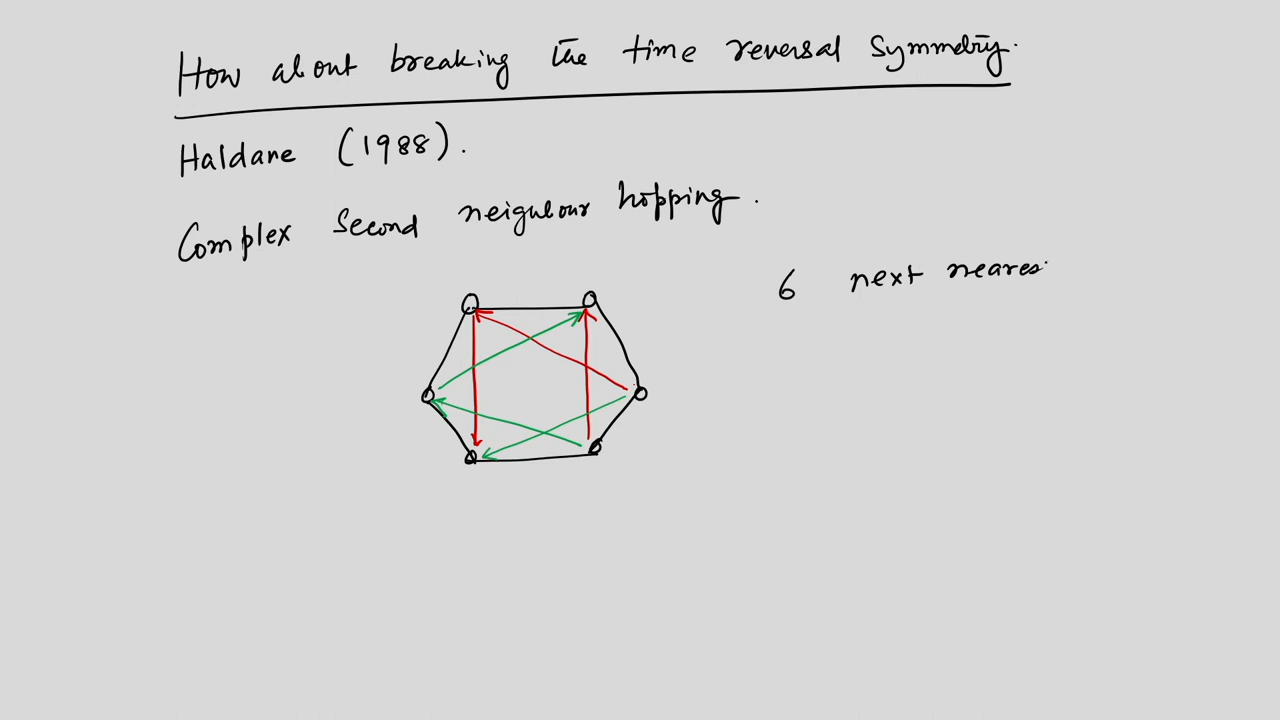 How about breaking the time reversal symmetry.
Haldane (1988).
Complex second neighbour hopping.
6 next neares